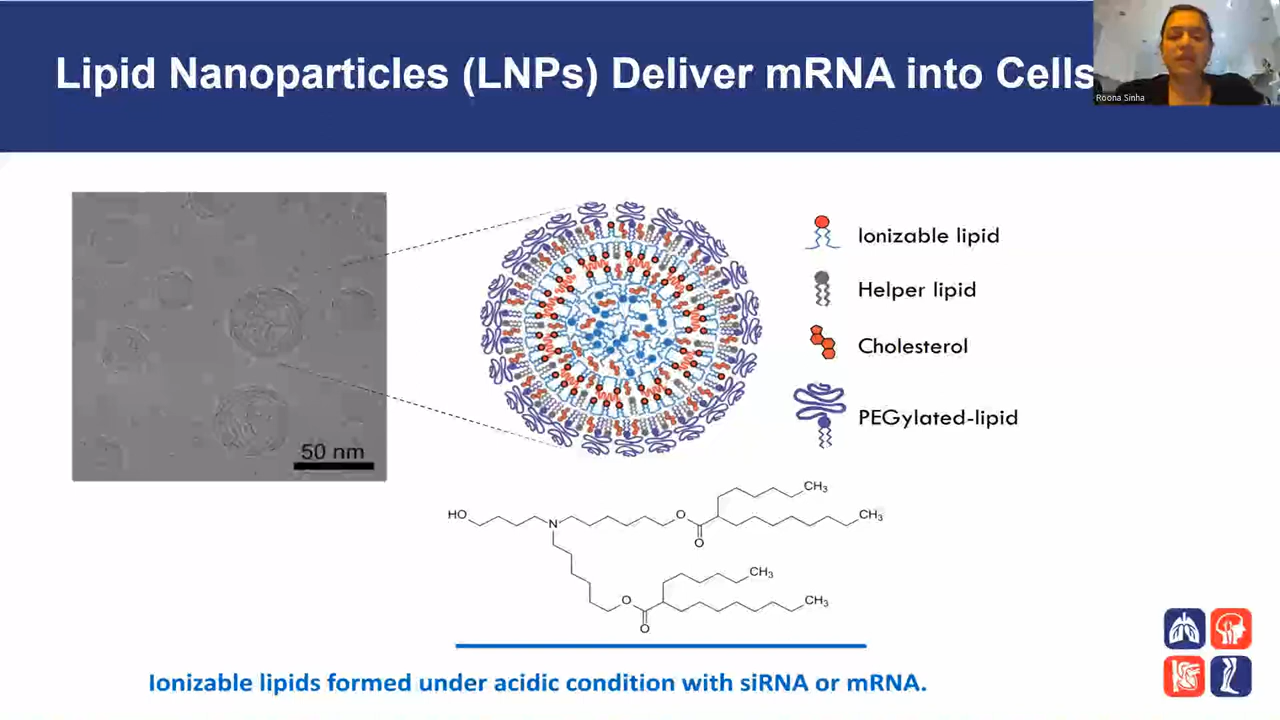 Lipid Nanoparticles (LNPs) Deliver mRNA into Cells
Roona Sinha
50 nm
Ionizable lipid
Helper lipid
Cholesterol
PEGylated-lipid
HO
N
O
O
CH3
CH3
O
O
CH3
CH3
Ionizable lipids formed under acidic condition with siRNA or mRNA.